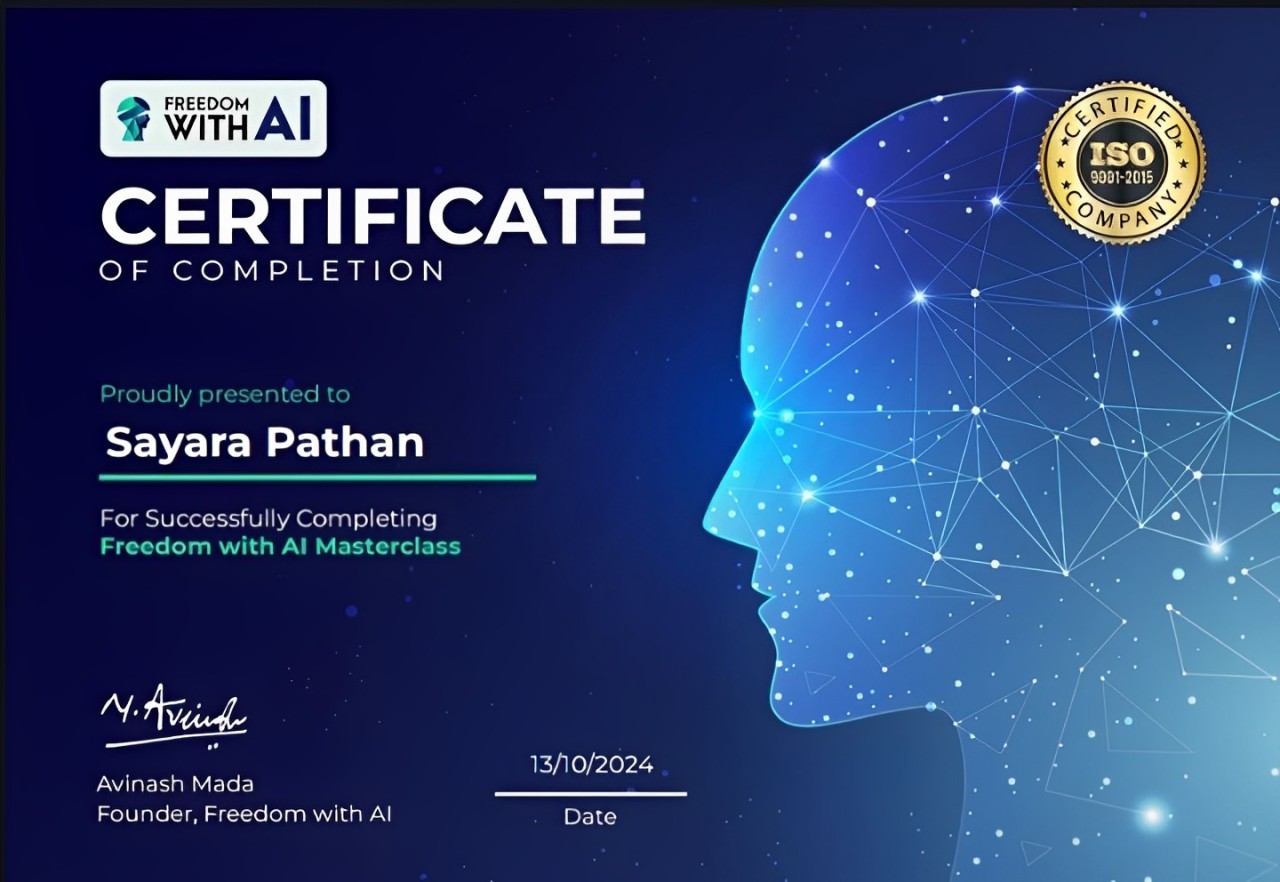 FREEDOM
WITH AI
CERTIFICATE
OF COMPLETION
CERTIFIED
ISO
9001-2015
COMPANY
Proudly presented to
Sayara Pathan
For Successfully Completing
Freedom with AI Masterclass
M. Avinash
Avinash Mada
Founder, Freedom with AI
13/10/2024
Date